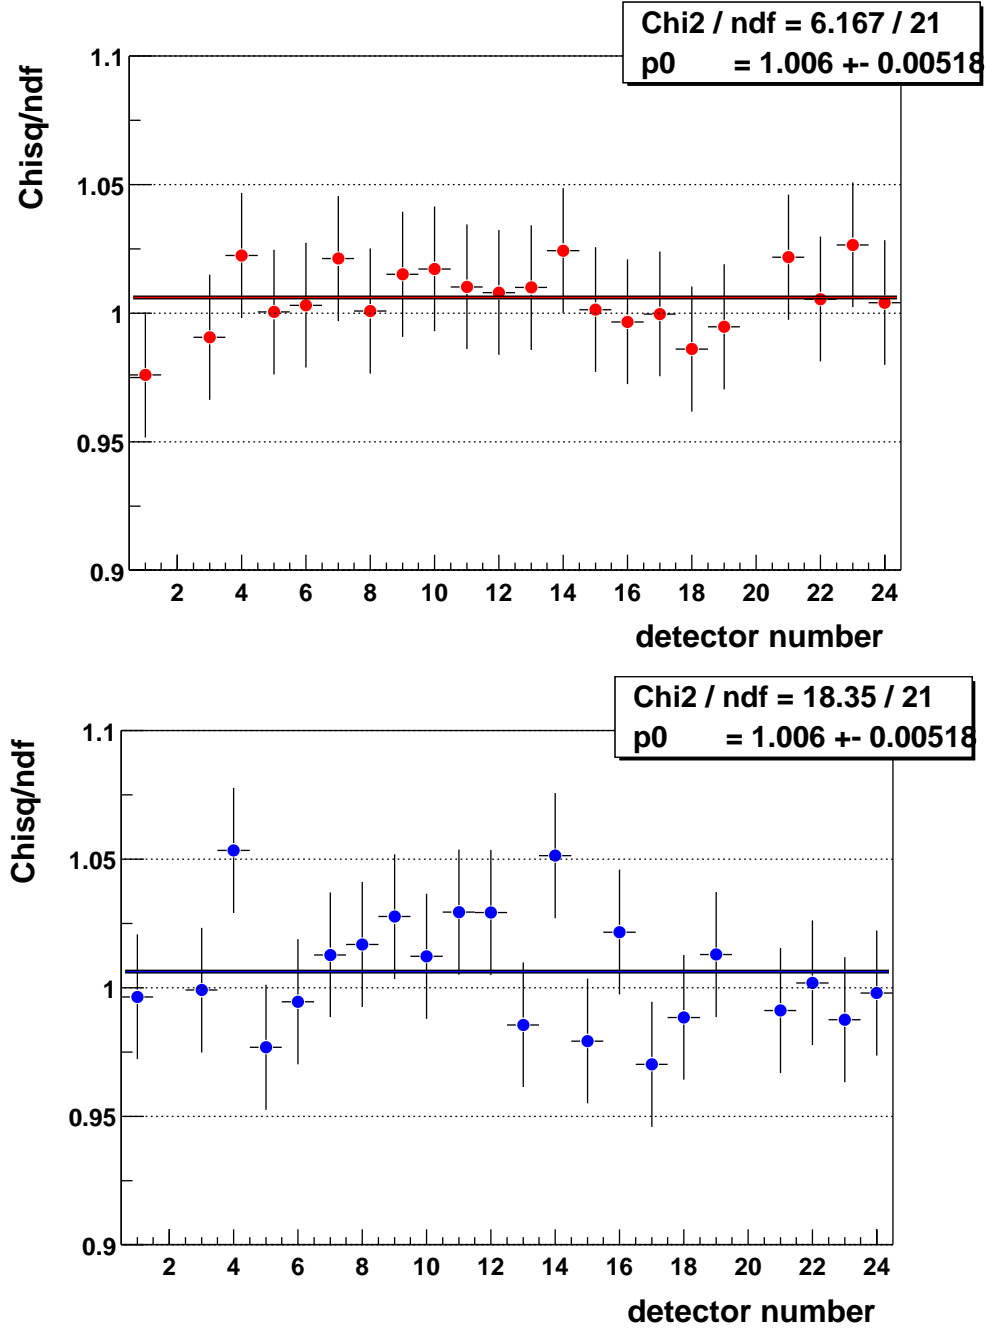 Chi2 / ndf = 6.167 / 21
p0 = 1.006 +- 0.00518
1.1
1.05
1
0.95
0.9
Chisq/ndf
2 4 6 8 10 12 14 16 18 20 22 24
detector number
Chi2 / ndf = 18.35 / 21
p0 = 1.006 +- 0.00518
1.1
1.05
1
0.95
0.9
Chisq/ndf
2 4 6 8 10 12 14 16 18 20 22 24
detector number